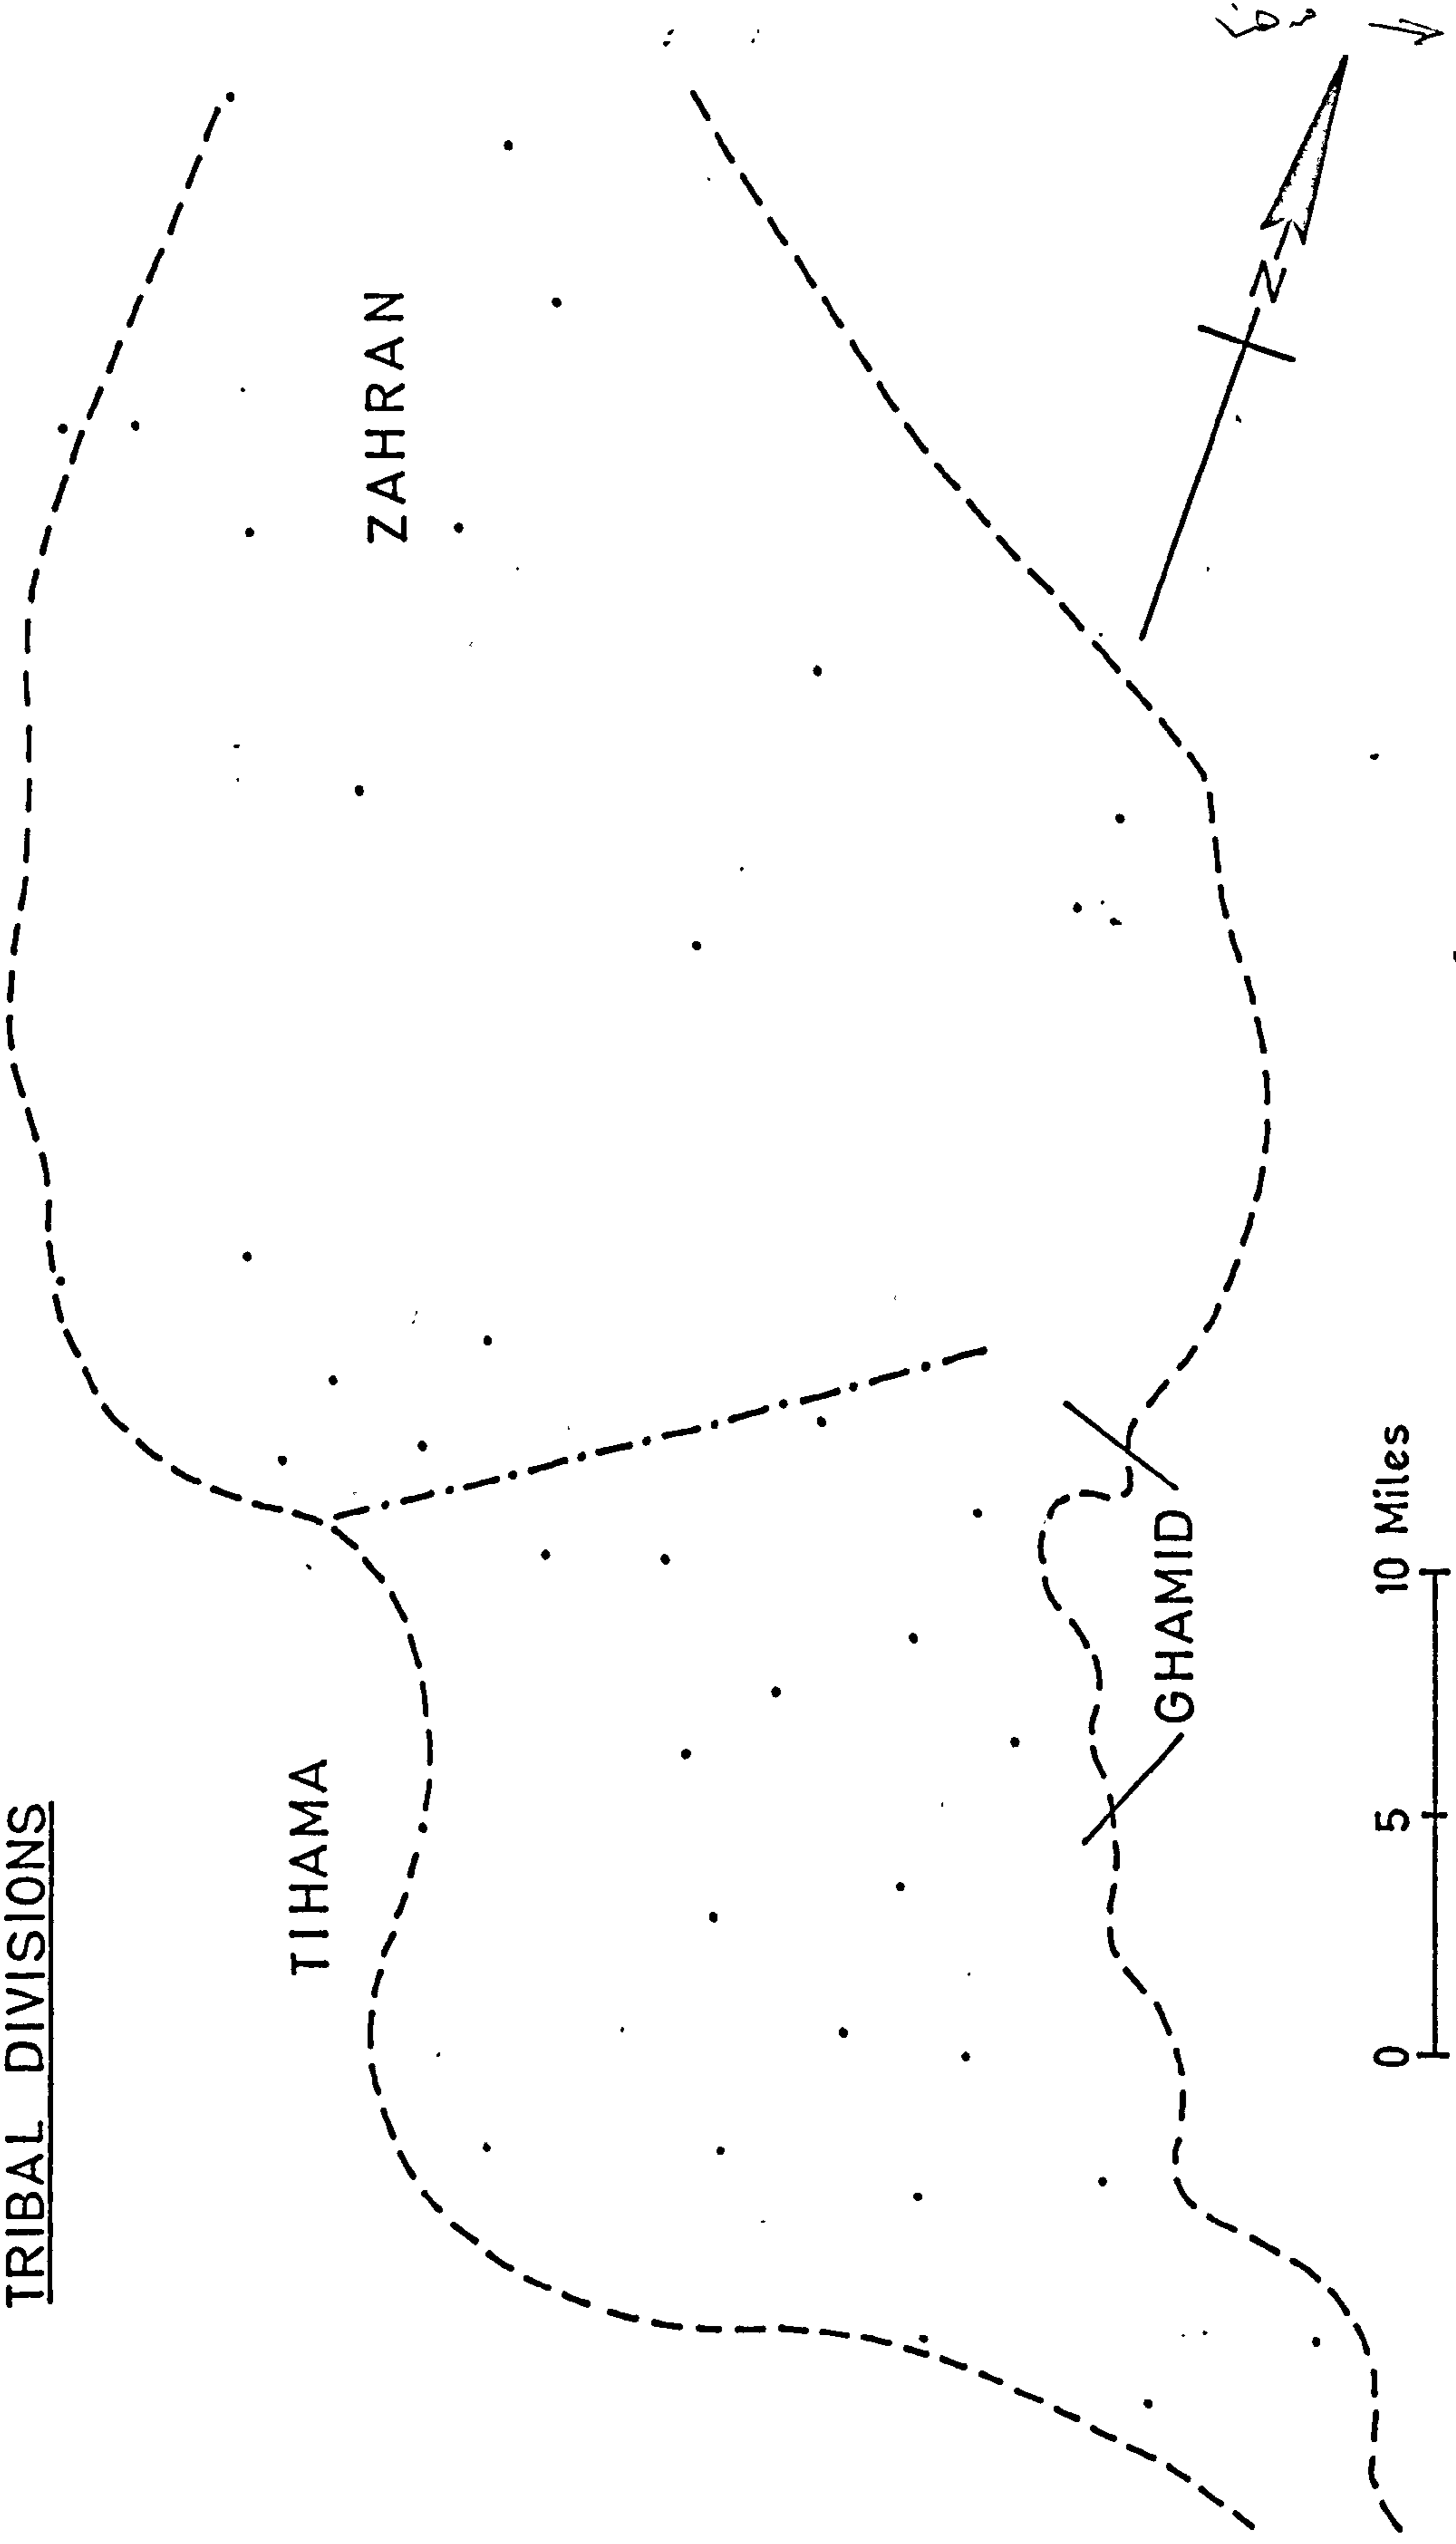 TRIBAL DIVISIONS
TIHAMA
ZAHRAN
GHAMID
N
0 5 10 Miles